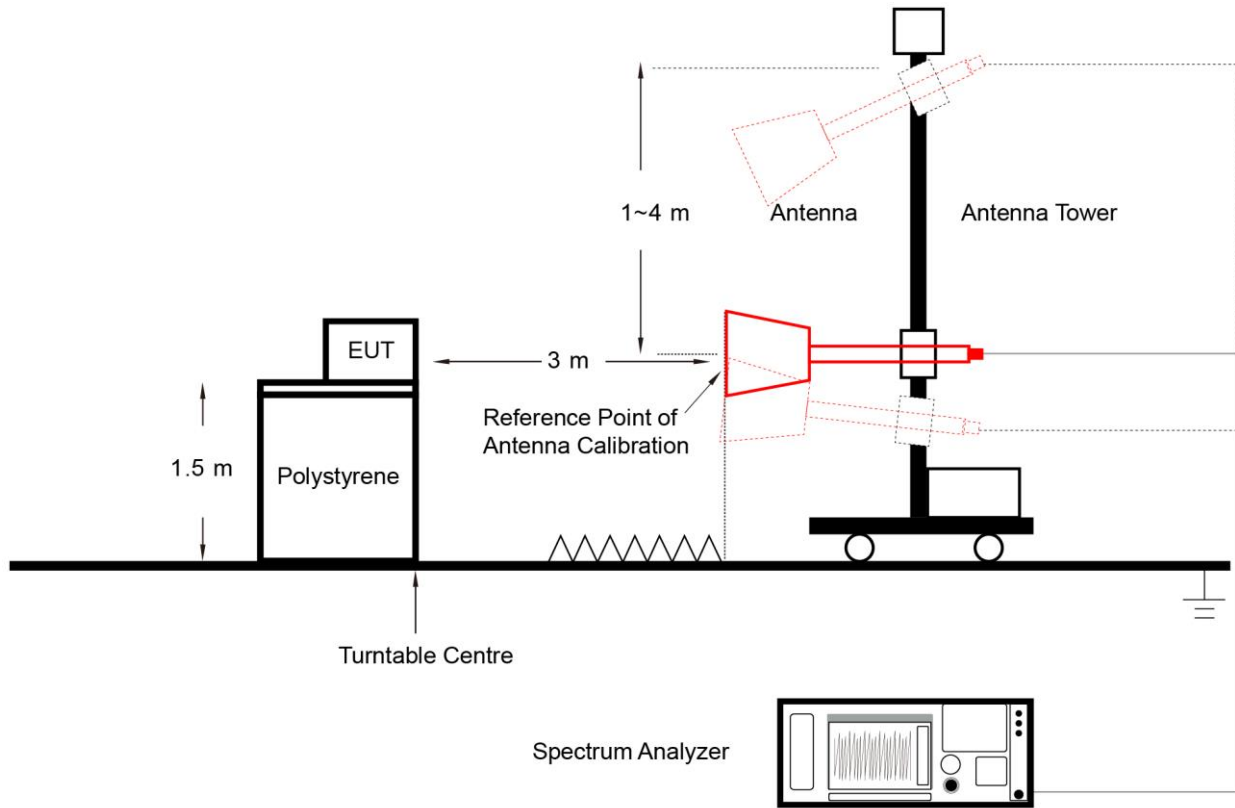 1~4 m
Antenna
Antenna Tower
EUT
3 m
Reference Point of
Antenna Calibration
1.5 m
Polystyrene
Turntable Centre
Spectrum Analyzer